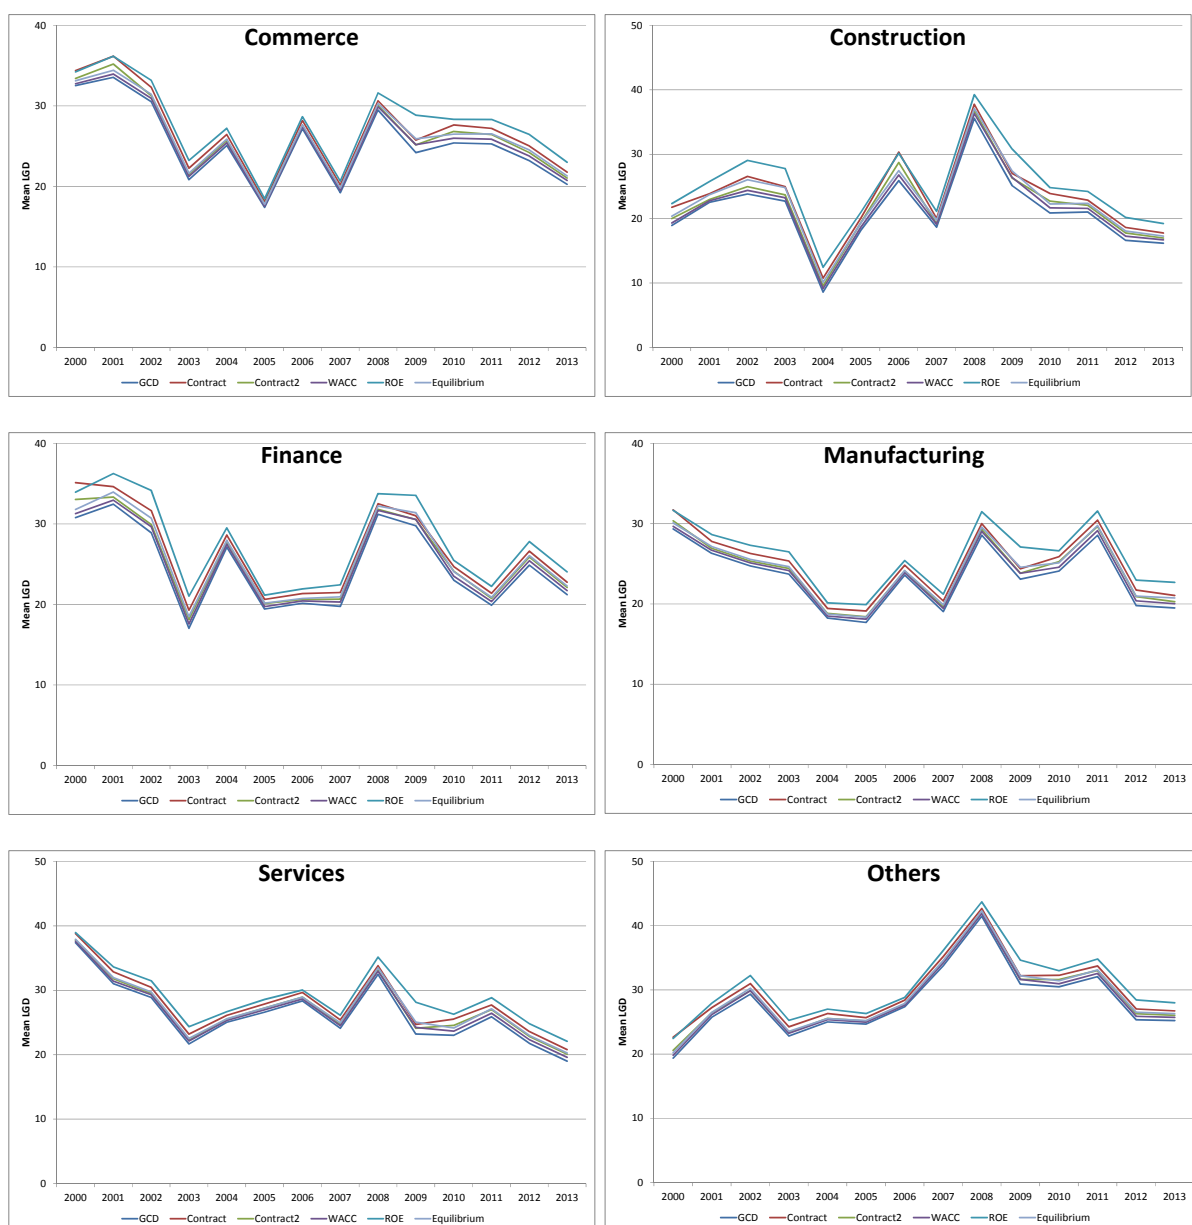 Commerce
Mean LGD
40
30
20
10
0
2000 2001 2002 2003 2004 2005 2006 2007 2008 2009 2010 2011 2012 2013
GCD Contract Contract2 WACC ROE Equilibrium
Construction
Mean LGD
50
40
30
20
10
0
2000 2001 2002 2003 2004 2005 2006 2007 2008 2009 2010 2011 2012 2013
GCD Contract Contract2 WACC ROE Equilibrium
Finance
Mean LGD
40
30
20
10
0
2000 2001 2002 2003 2004 2005 2006 2007 2008 2009 2010 2011 2012 2013
GCD Contract Contract2 WACC ROE Equilibrium
Manufacturing
Mean LGD
40
30
20
10
0
2000 2001 2002 2003 2004 2005 2006 2007 2008 2009 2010 2011 2012 2013
GCD Contract Contract2 WACC ROE Equilibrium
Services
Mean LGD
50
40
30
20
10
0
2000 2001 2002 2003 2004 2005 2006 2007 2008 2009 2010 2011 2012 2013
GCD Contract Contract2 WACC ROE Equilibrium
Others
Mean LGD
50
40
30
20
10
0
2000 2001 2002 2003 2004 2005 2006 2007 2008 2009 2010 2011 2012 2013
GCD Contract Contract2 WACC ROE Equilibrium